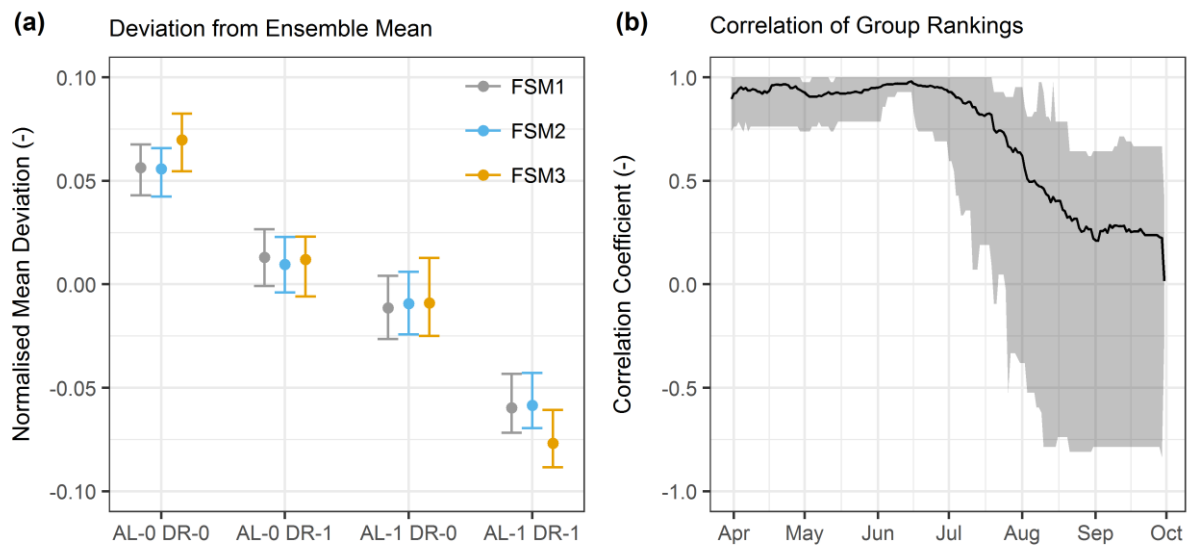 (a)
Deviation from Ensemble Mean
Normalised Mean Deviation (-)
0.10
0.05
0.00
-0.05
-0.10
FSM1
FSM2
FSM3
AL-0 DR-0
AL-0 DR-1
AL-1 DR-0
AL-1 DR-1
(b)
Correlation of Group Rankings
Correlation Coefficient (-)
1.0
0.5
0.0
-0.5
-1.0
Apr
May
Jun
Jul
Aug
Sep
Oct